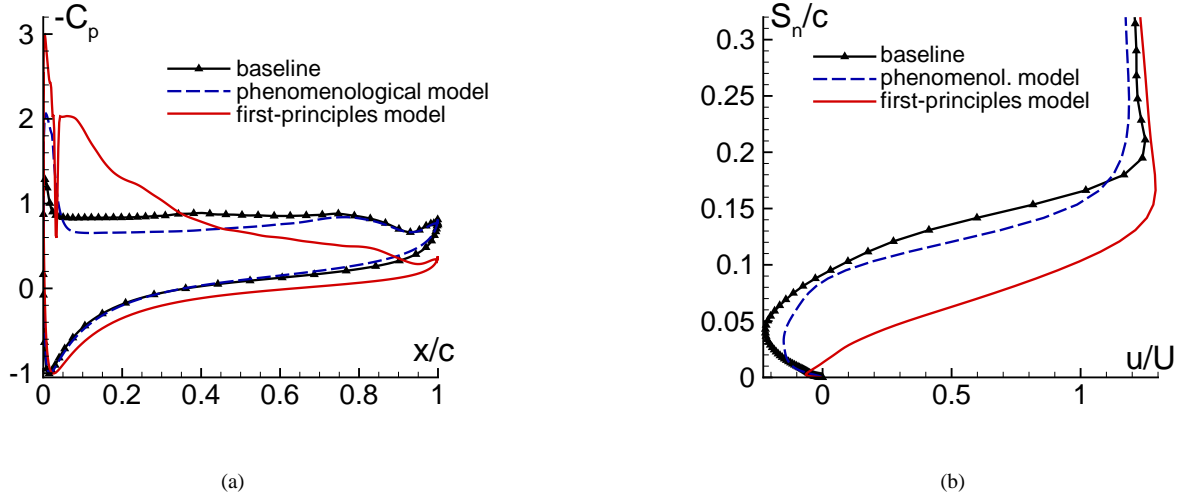 -Cp
baseline
phenomenological model
first-principles model
3
2
1
0
-1
x/c
0 0.2 0.4 0.6 0.8 1
(a)
Sn/c
baseline
phenomenol. model
first-principles model
0.3
0.25
0.2
0.15
0.1
0.05
0
u/U
0 1
(b)